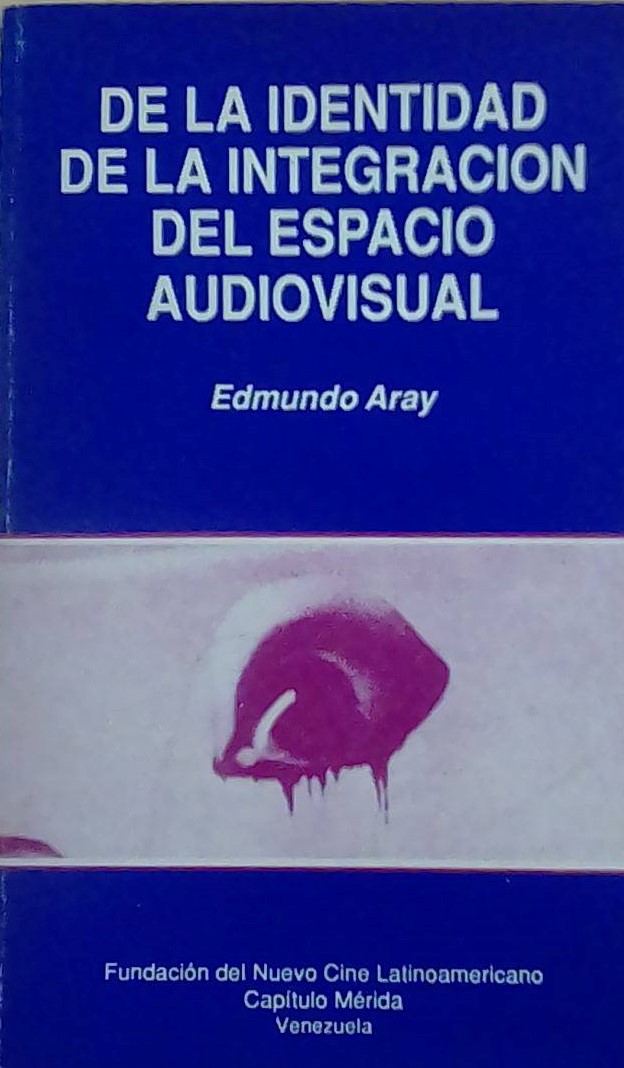 DE LA IDENTIDAD
DE LA INTEGRACION
DEL ESPACIO
AUDIOVISUAL
Edmundo Aray
Fundación del Nuevo Cine Latinoamericano
Capítulo Mérida
Venezuela